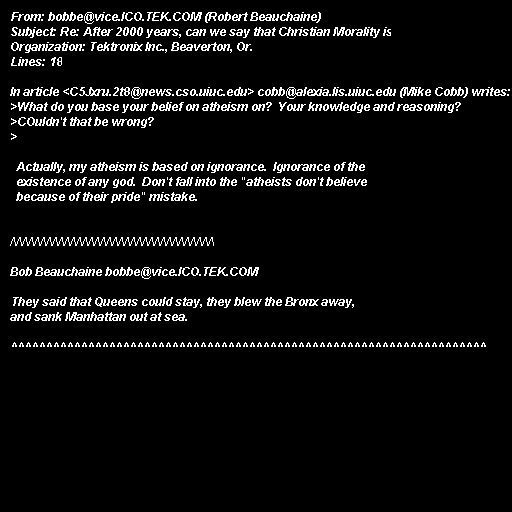 From: bobbe@vice.ICO.TEK.COM (Robert Beauchaine)
Subject: Re: After 2000 years, can we say that Christian Morality is
Organization: Tektronix Inc., Beaverton, Or.
Lines: 18

In article <C5.lxru.2t8@news.cso.uiuc.edu> cobb@alexia.lis.uiuc.edu (Mike Cobb) writes:
>What do you base your belief on atheism on?  Your knowledge and reasoning?
>COuldn't that be wrong?
>

Actually, my atheism is based on ignorance.  Ignorance of the
existence of any god.  Don't fall into the "atheists don't believe
because of their pride" mistake.

/\/\/\/\/\/\/\/\/\/\/\/\/\/\/\/\/\/\/\/\/\/\/\/\/\/\/\/\/\/\/\/\

Bob Beauchaine bobbe@vice.ICO.TEK.COM

They said that Queens could stay, they blew the Bronx away,
and sank Manhattan out at sea.

^^^^^^^^^^^^^^^^^^^^^^^^^^^^^^^^^^^^^^^^^^^^^^^^^^^^^^^^^^^^^^^^^^^^